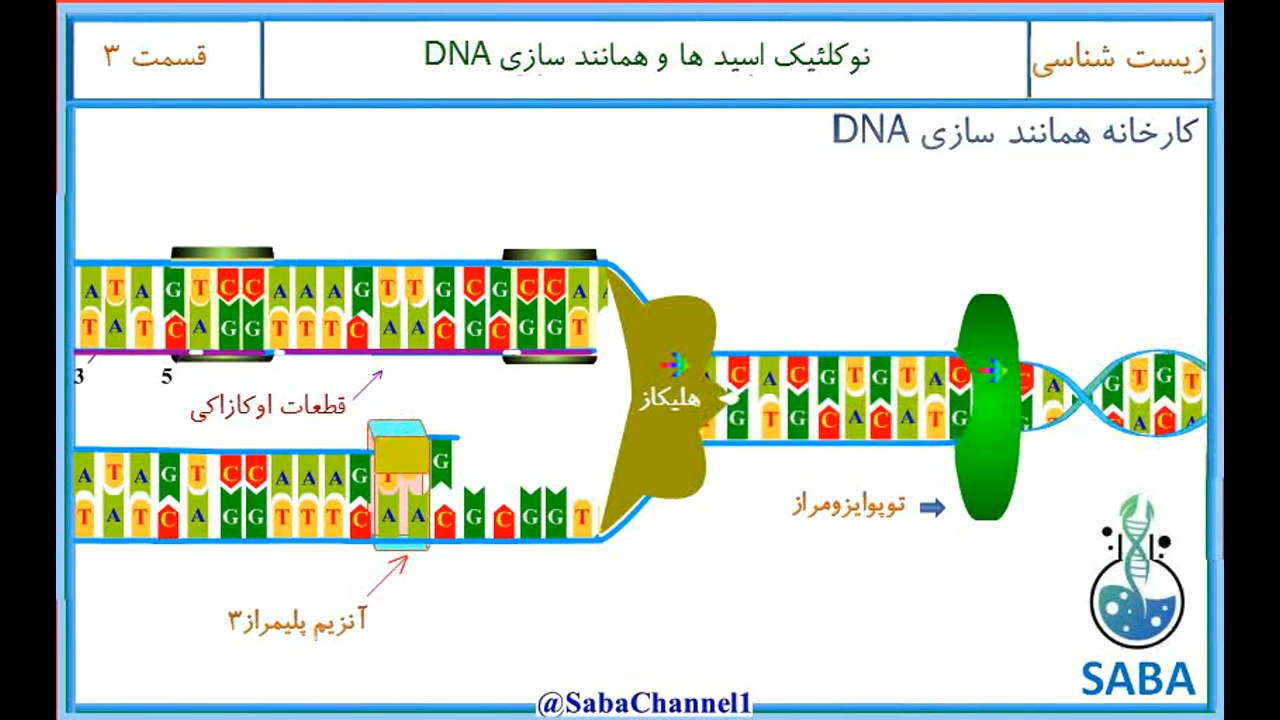 زیست شناسی
نوکلئیک اسید ها و همانند سازی DNA
قسمت ۳
کارخانه همانند سازی DNA
A T A G T C C A A A G T T G C G C C A A
T A T C A G G T T T C A A C G C G G T
3 5
قطعات اوکازاکی
هلیکاز
C A C G T G T A C C A G T G T
G T G C A C A T G G A C A
توپوایزومراز
A T A G T C C A A A G T G
T A T C A G G T T T C A A C G C G G T
آنزیم پلیمراز۳
SABA
@SabaChannel1